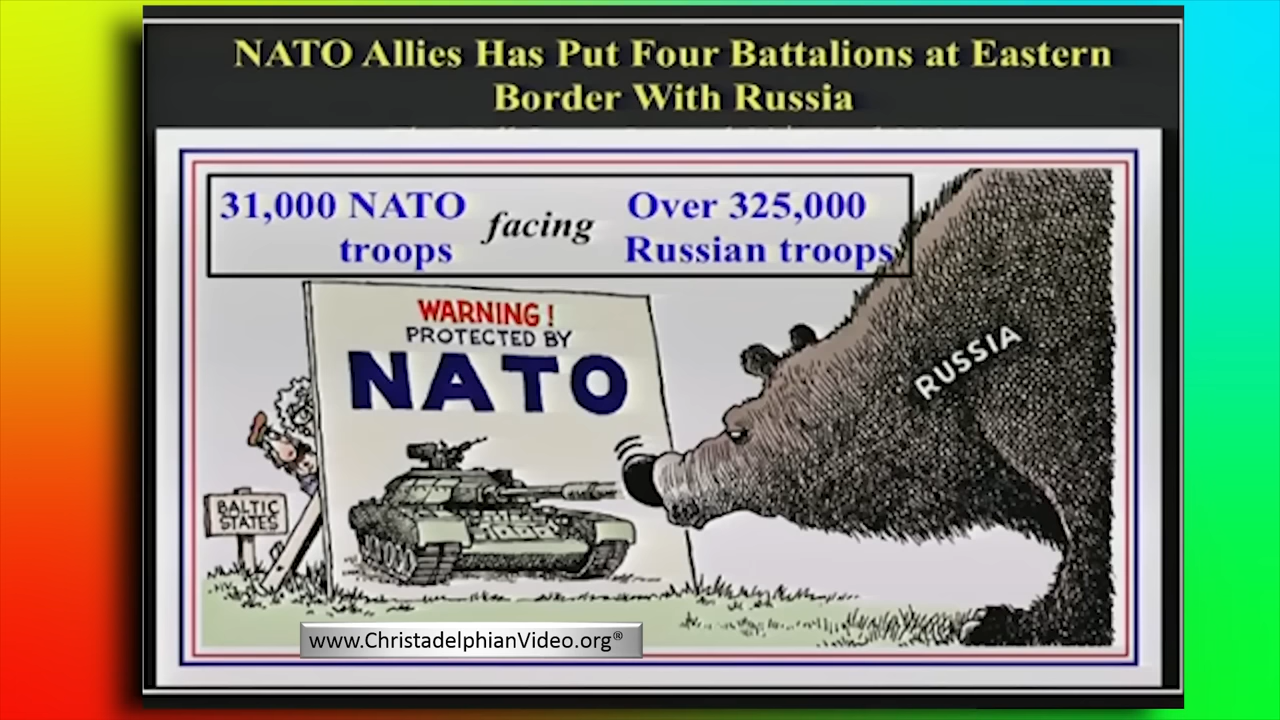 NATO Allies Has Put Four Battalions at Eastern
Border With Russia
31,000 NATO
troops
facing
Over 325,000
Russian troops
WARNING!
PROTECTED BY
NATO
RUSSIA
BALTIC
STATES
www.ChristadelphianVideo.org®